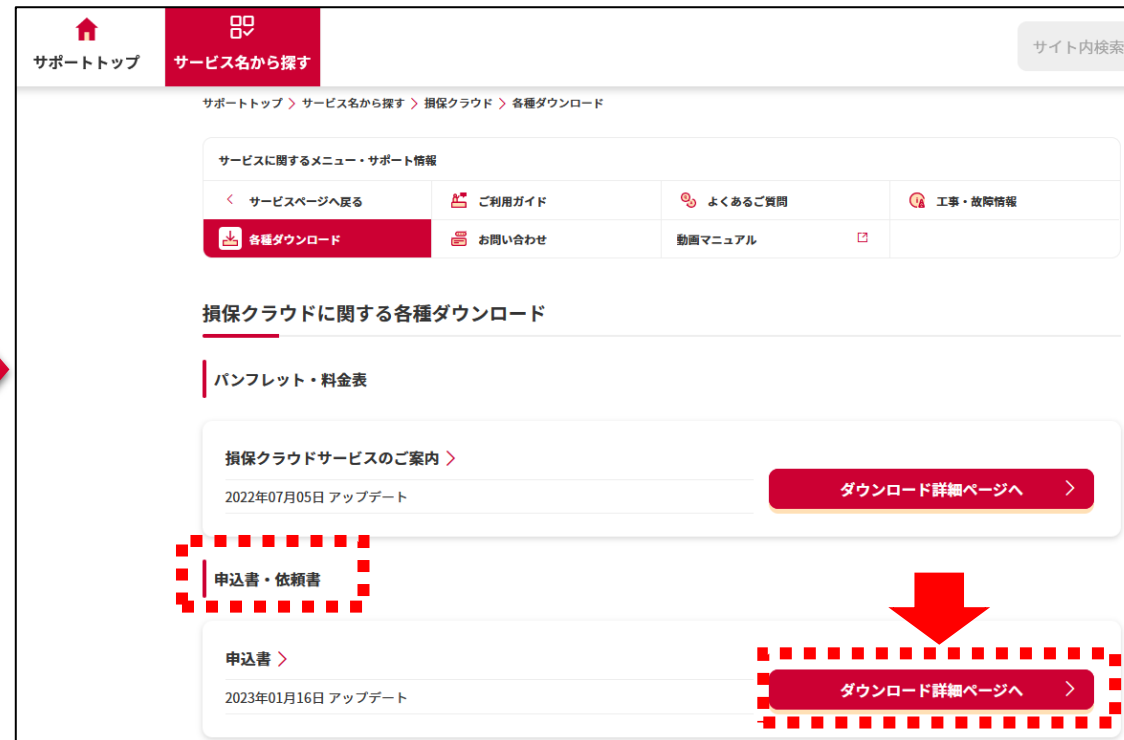 サポートトップ
サービス名から探す
サイト内検索
サポートトップ > サービス名から探す > 損保クラウド > 各種ダウンロード
サービスに関するメニュー・サポート情報
サービスページへ戻る
ご利用ガイド
よくあるご質問
工事・故障情報
各種ダウンロード
お問い合わせ
動画マニュアル
損保クラウドに関する各種ダウンロード
パンフレット・料金表
損保クラウドサービスのご案内
2022年07月05日 アップデート
ダウンロード詳細ページへ
申込書・依頼書
申込書
2023年01月16日 アップデート
ダウンロード詳細ページへ